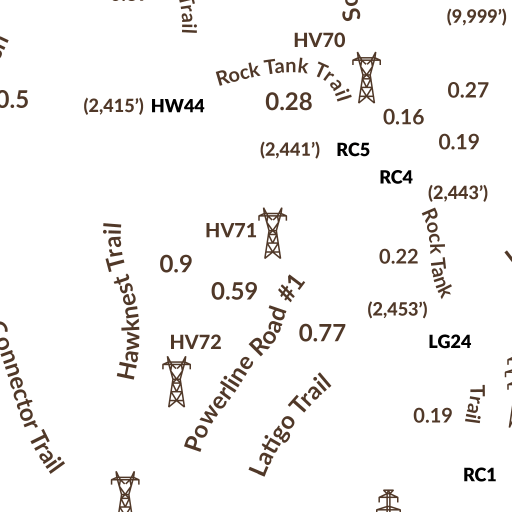 Trail
(9,999’)
HV70
Rock Tank Trail
0.27
0.5
(2,415’) HW44
0.28
0.16
0.19
(2,441’) RC5
RC4
(2,443’)
Rock Tank
HV71
Hawknest Trail
0.9
0.22
0.59
(2,453’)
Powerline Road #1
0.77
HV72
LG24
Connector Trail
Latigo Trail
Trail
0.19
RC1